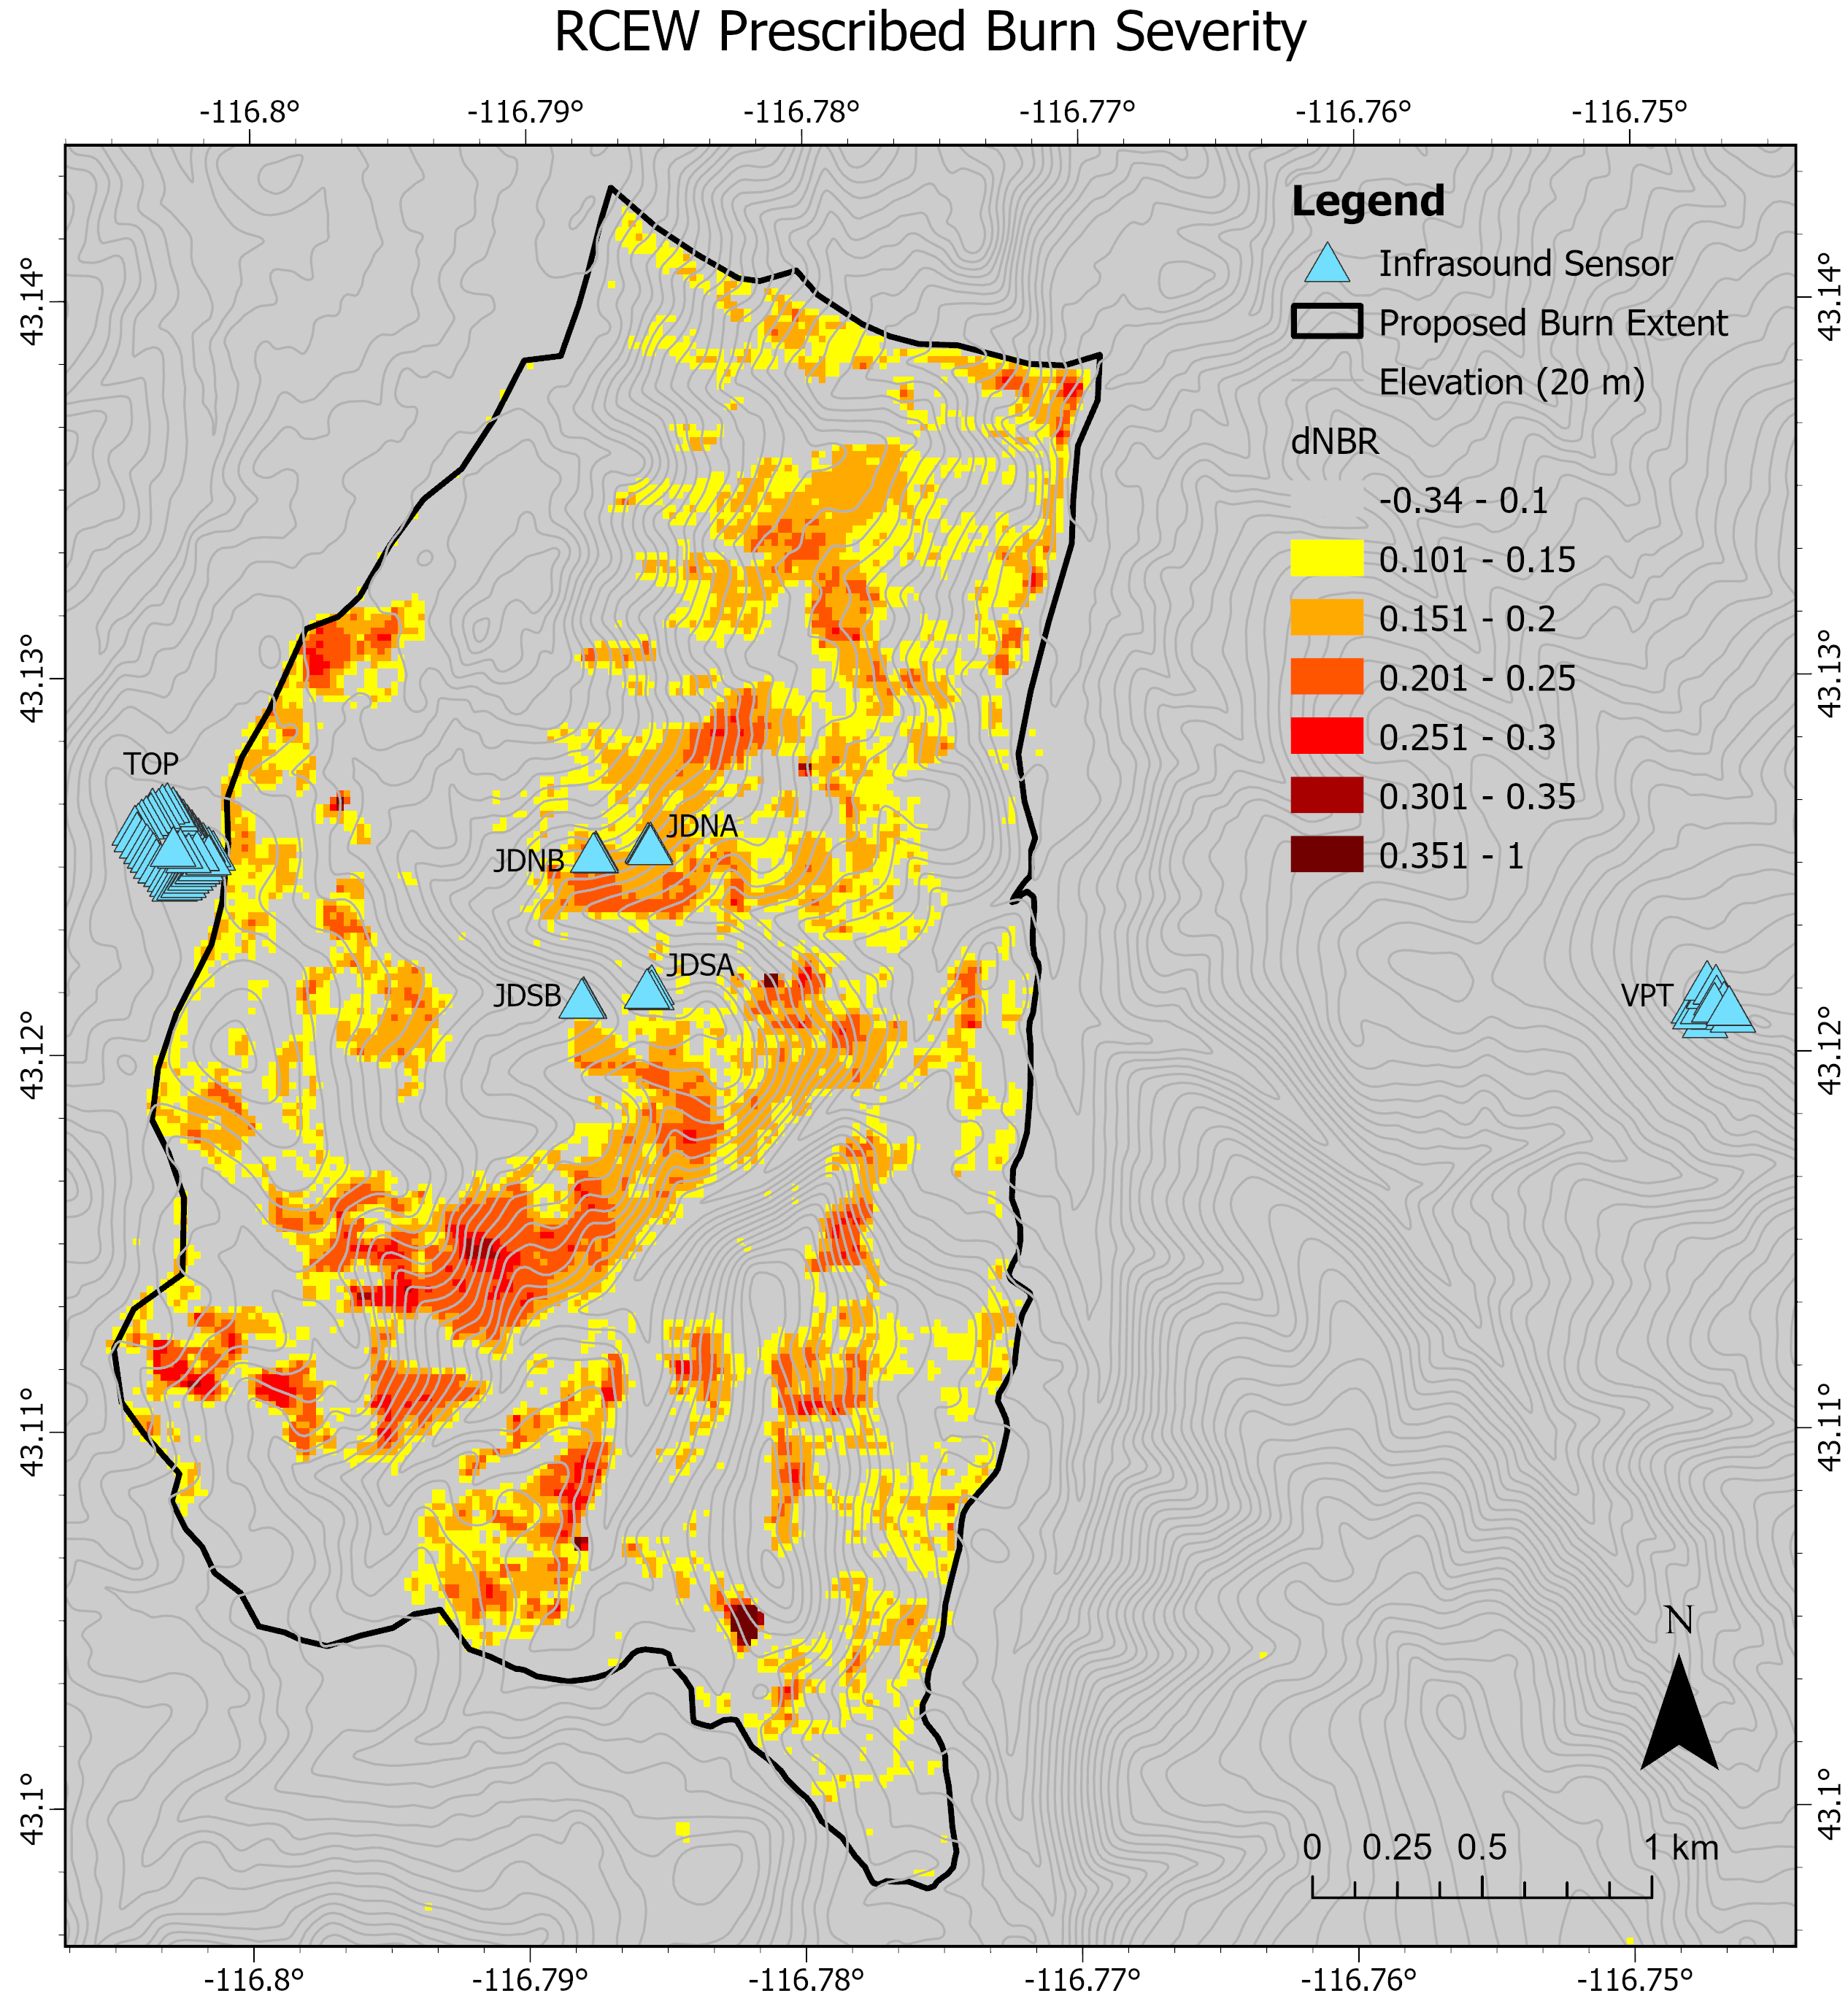 RCEW Prescribed Burn Severity
-116.8° -116.79° -116.78° -116.77° -116.76° -116.75°
Legend
Infrasound Sensor
Proposed Burn Extent
Elevation (20 m)
dNBR
-0.34 - 0.1
0.101 - 0.15
0.151 - 0.2
0.201 - 0.25
0.251 - 0.3
0.301 - 0.35
0.351 - 1
43.14° 43.14°
43.13° 43.13°
TOP
JDNA
JDNB
JDSA
JDSB
VPT
43.12° 43.12°
43.11° 43.11°
N
43.1° 43.1°
0 0.25 0.5 1 km
-116.8° -116.79° -116.78° -116.77° -116.76° -116.75°